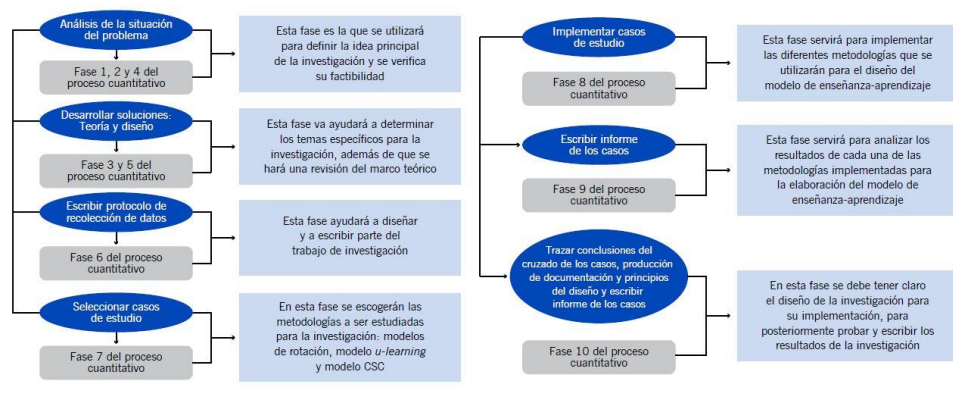 Análisis de la situación
del problema
Fase 1, 2 y 4 del
proceso cuantitativo
Esta fase es la que se utilizará
para definir la idea principal
de la investigación y se verifica
su factibilidad
Desarrollar soluciones:
Teoría y diseño
Fase 3 y 5 del
proceso cuantitativo
Esta fase va ayudará a determinar
los temas específicos para la
investigación, además de que se
hará una revisión del marco teórico
Escribir protocolo de
recolección de datos
Fase 6 del proceso
cuantitativo
Esta fase ayudará a diseñar
y a escribir parte del
trabajo de investigación
Seleccionar casos
de estudio
Fase 7 del proceso
cuantitativo
En esta fase se escogerán las
metodologías a ser estudiadas
para la investigación: modelos
de rotación, modelo u-learning
y modelo CSC
Implementar casos
de estudio
Fase 8 del proceso
cuantitativo
Esta fase servirá para implementar
las diferentes metodologías que se
utilizarán para el diseño del
modelo de enseñanza-aprendizaje
Escribir informe
de los casos
Fase 9 del proceso
cuantitativo
Esta fase servirá para analizar los
resultados de cada una de las
metodologías implementadas para
la elaboración del modelo de
enseñanza-aprendizaje
Trazar conclusiones del
cruzado de los casos, producción
de documentación y principios
del diseño y escribir
informe de los casos
Fase 10 del proceso
cuantitativo
En esta fase se debe tener claro
el diseño de la investigación para
su implementación, para
posteriormente probar y escribir los
resultados de la investigación